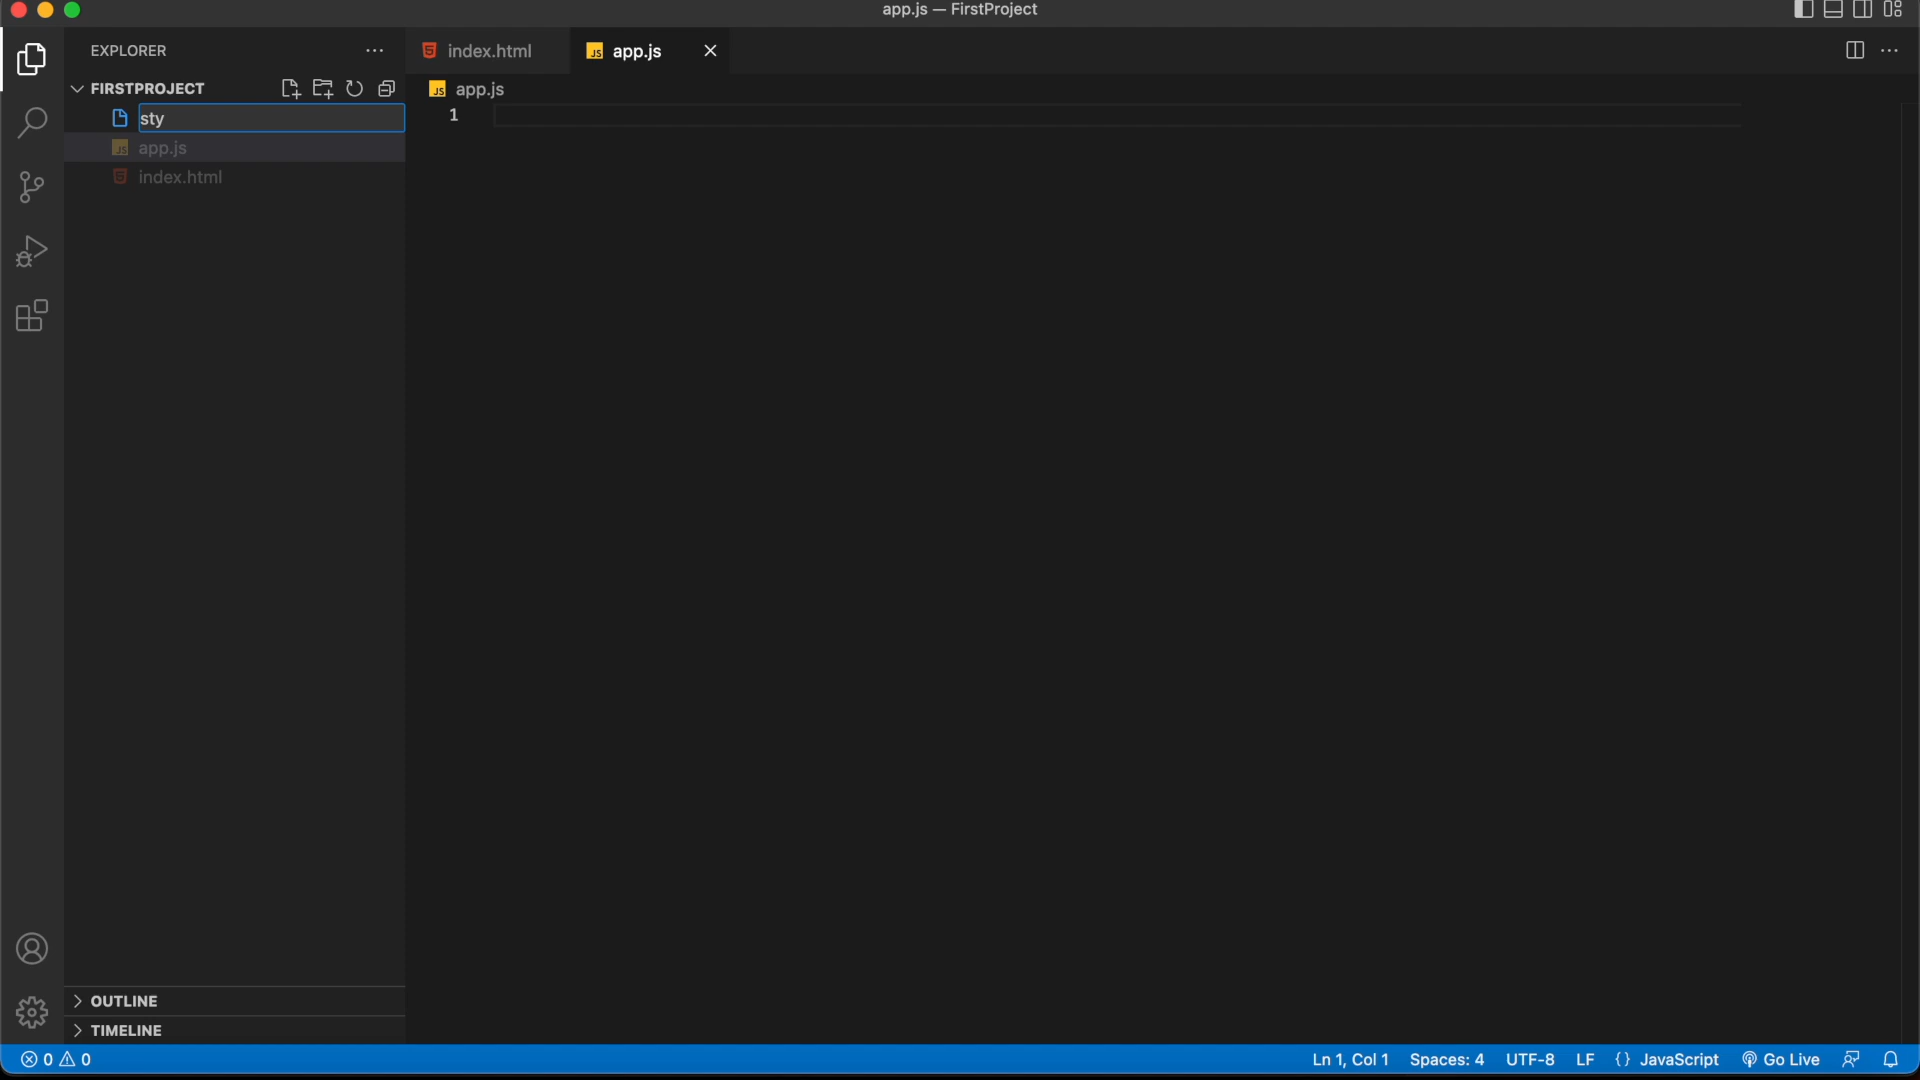 app.js — FirstProject
EXPLORER
index.html
app.js
FIRSTPROJECT
app.js
sty
1
app.js
index.html
OUTLINE
TIMELINE
0 0
Ln 1, Col 1
Spaces: 4
UTF-8
LF
{} JavaScript
Go Live